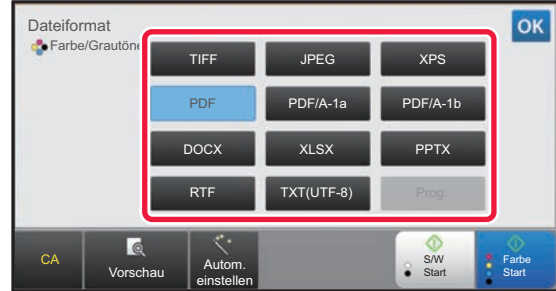 Dateiformat
OK
Farbe/Grautöne
TIFF JPEG XPS
PDF PDF/A-1a PDF/A-1b
DOCX XLSX PPTX
RTF TXT(UTF-8) Prog.
CA
Vorschau
Autom.
einstellen
S/W
Start
Farbe
Start